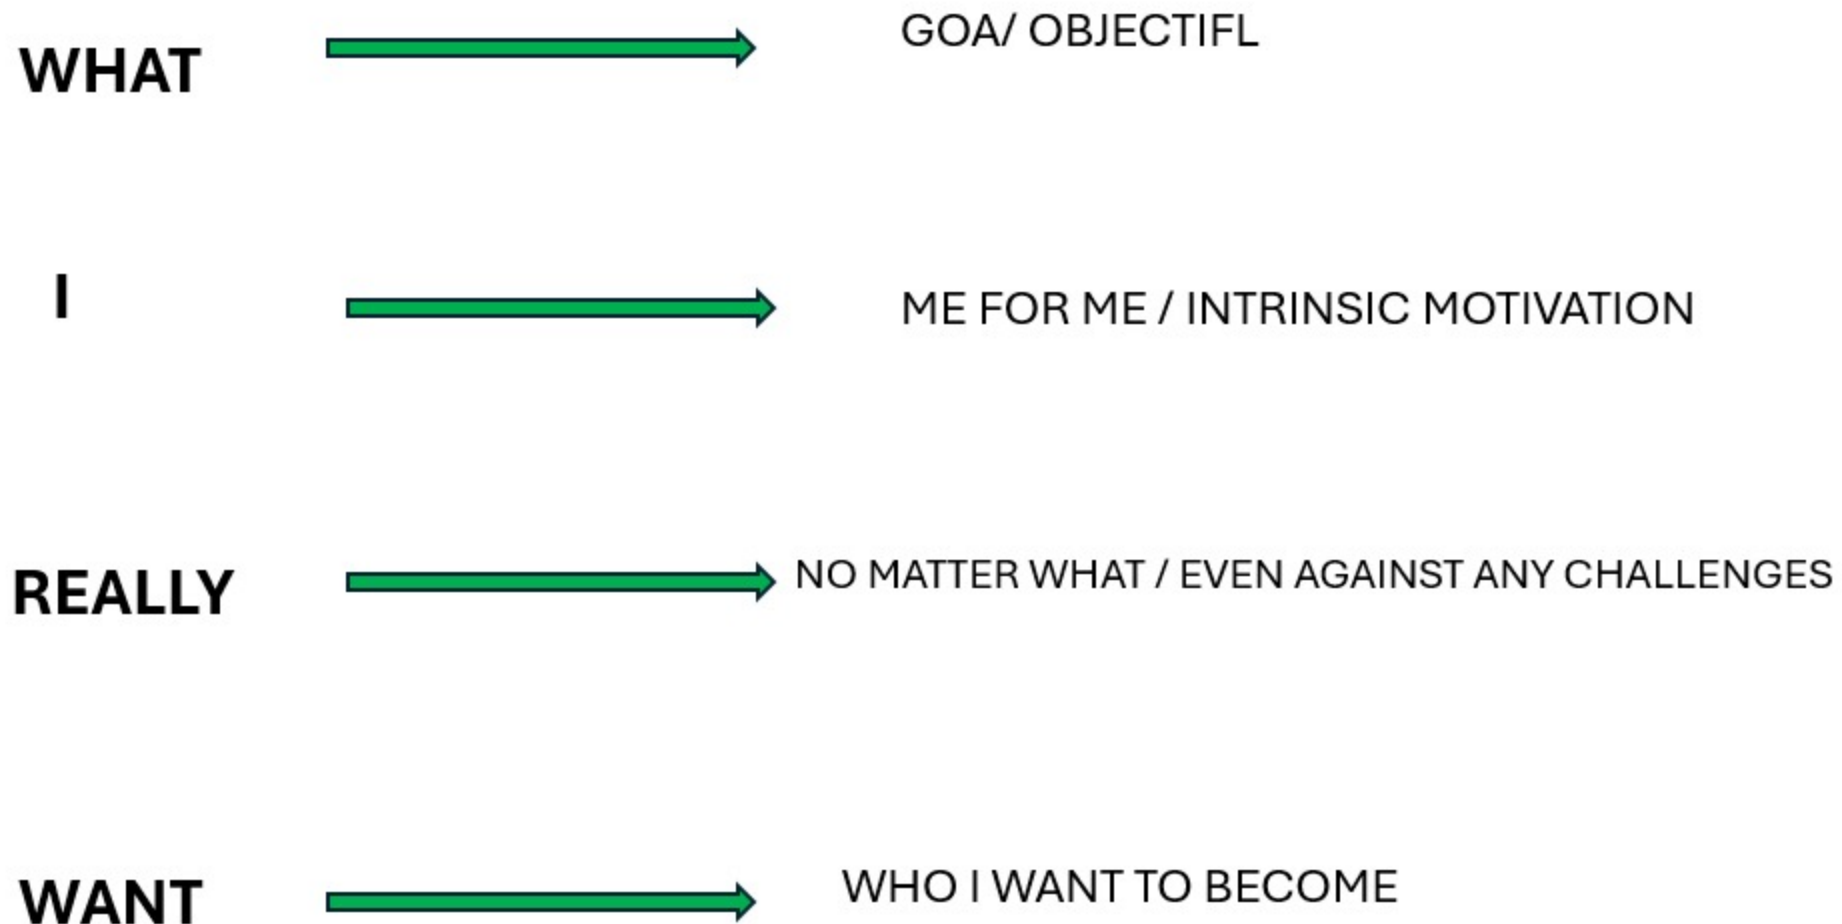 WHAT GOA/ OBJECTIFL
I ME FOR ME / INTRINSIC MOTIVATION
REALLY NO MATTER WHAT / EVEN AGAINST ANY CHALLENGES
WANT WHO I WANT TO BECOME